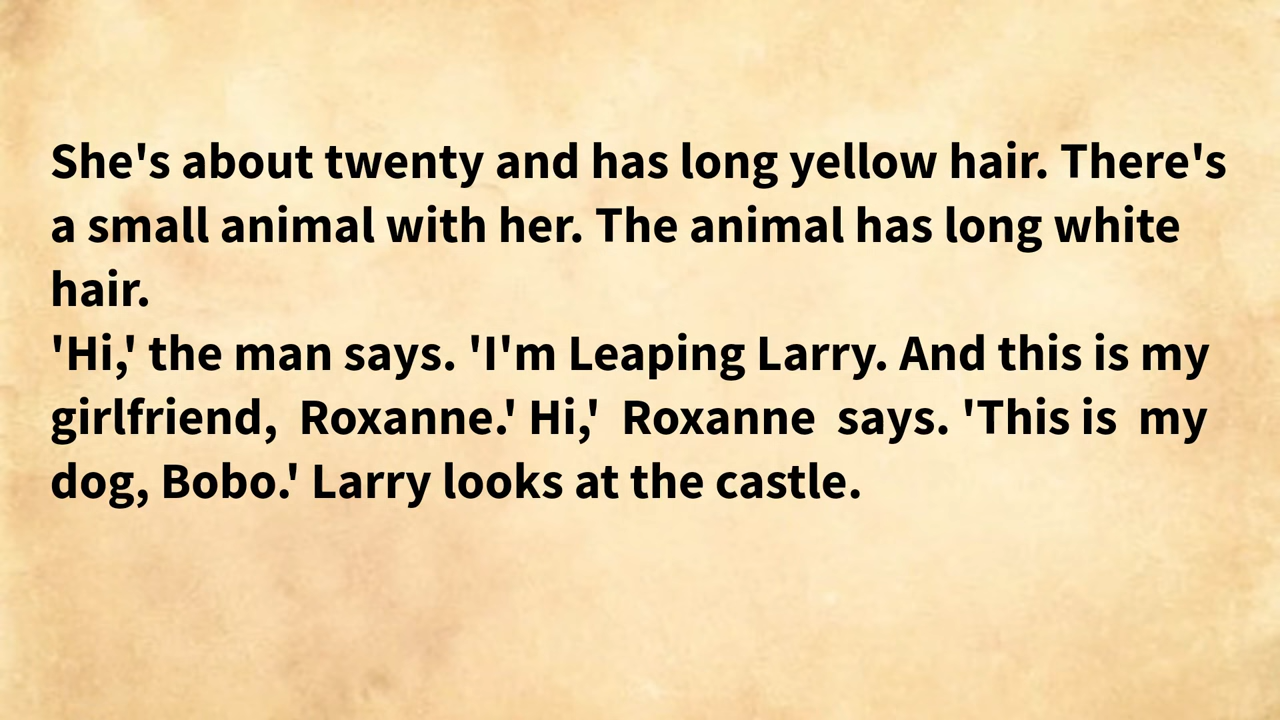 She's about twenty and has long yellow hair. There's
a small animal with her. The animal has long white
hair.
'Hi,' the man says. 'I'm Leaping Larry. And this is my
girlfriend,  Roxanne.' Hi,'  Roxanne  says. 'This is  my
dog, Bobo.' Larry looks at the castle.